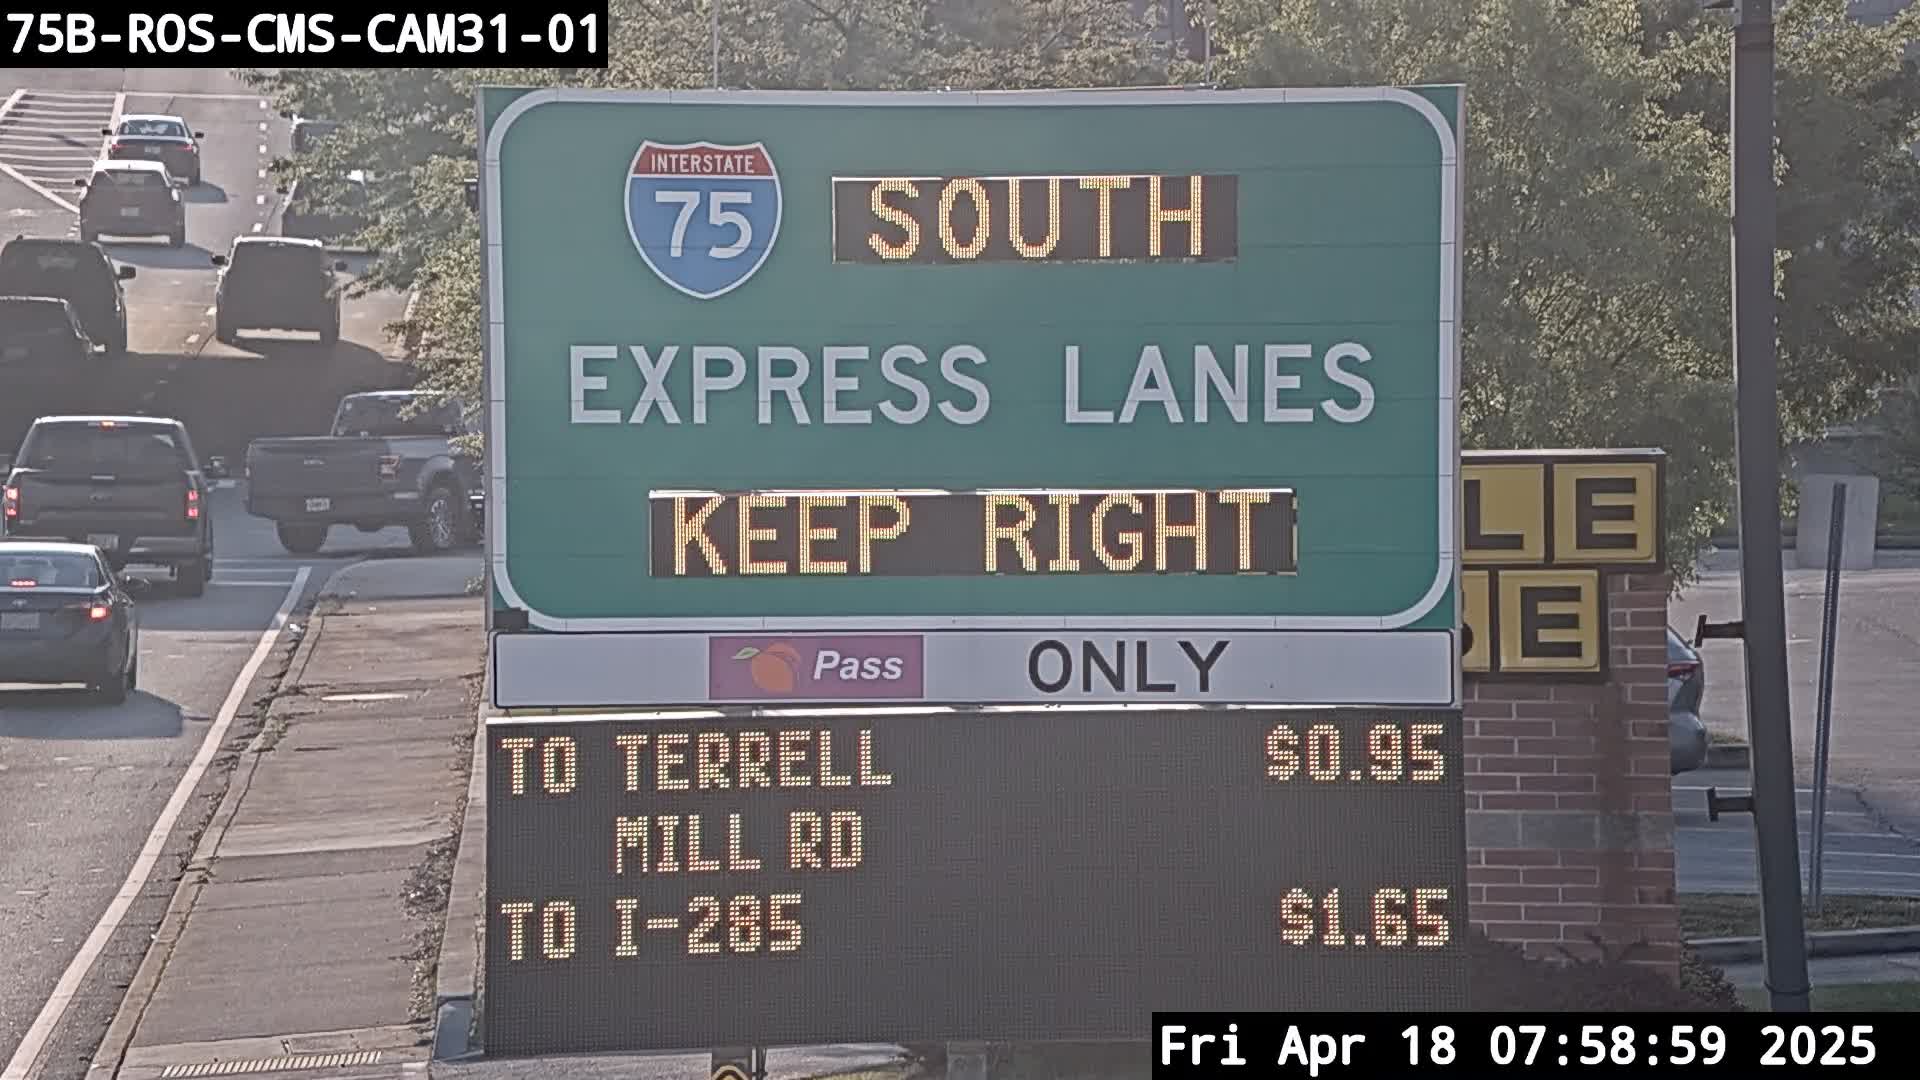 75B-ROS-CMS-CAM31-01
INTERSTATE
75
SOUTH
EXPRESS LANES
KEEP RIGHT
LE
E
Pass ONLY
TO TERRELL $0.95
MILL RD
TO I-285 $1.65
Fri Apr 18 07:58:59 2025